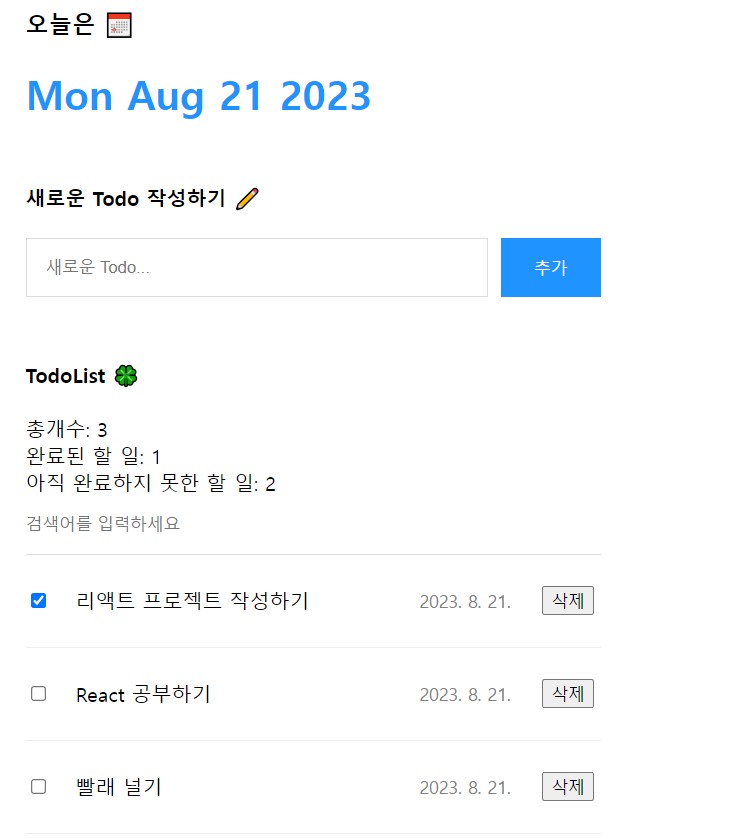 오늘은 📅
Mon Aug 21 2023
새로운 Todo 작성하기 ✏️
새로운 Todo...
추가
TodoList 🍀
총개수: 3
완료된 할 일: 1
아직 완료하지 못한 할 일: 2
검색어를 입력하세요
리액트 프로젝트 작성하기 2023. 8. 21. 삭제
React 공부하기 2023. 8. 21. 삭제
빨래 널기 2023. 8. 21. 삭제